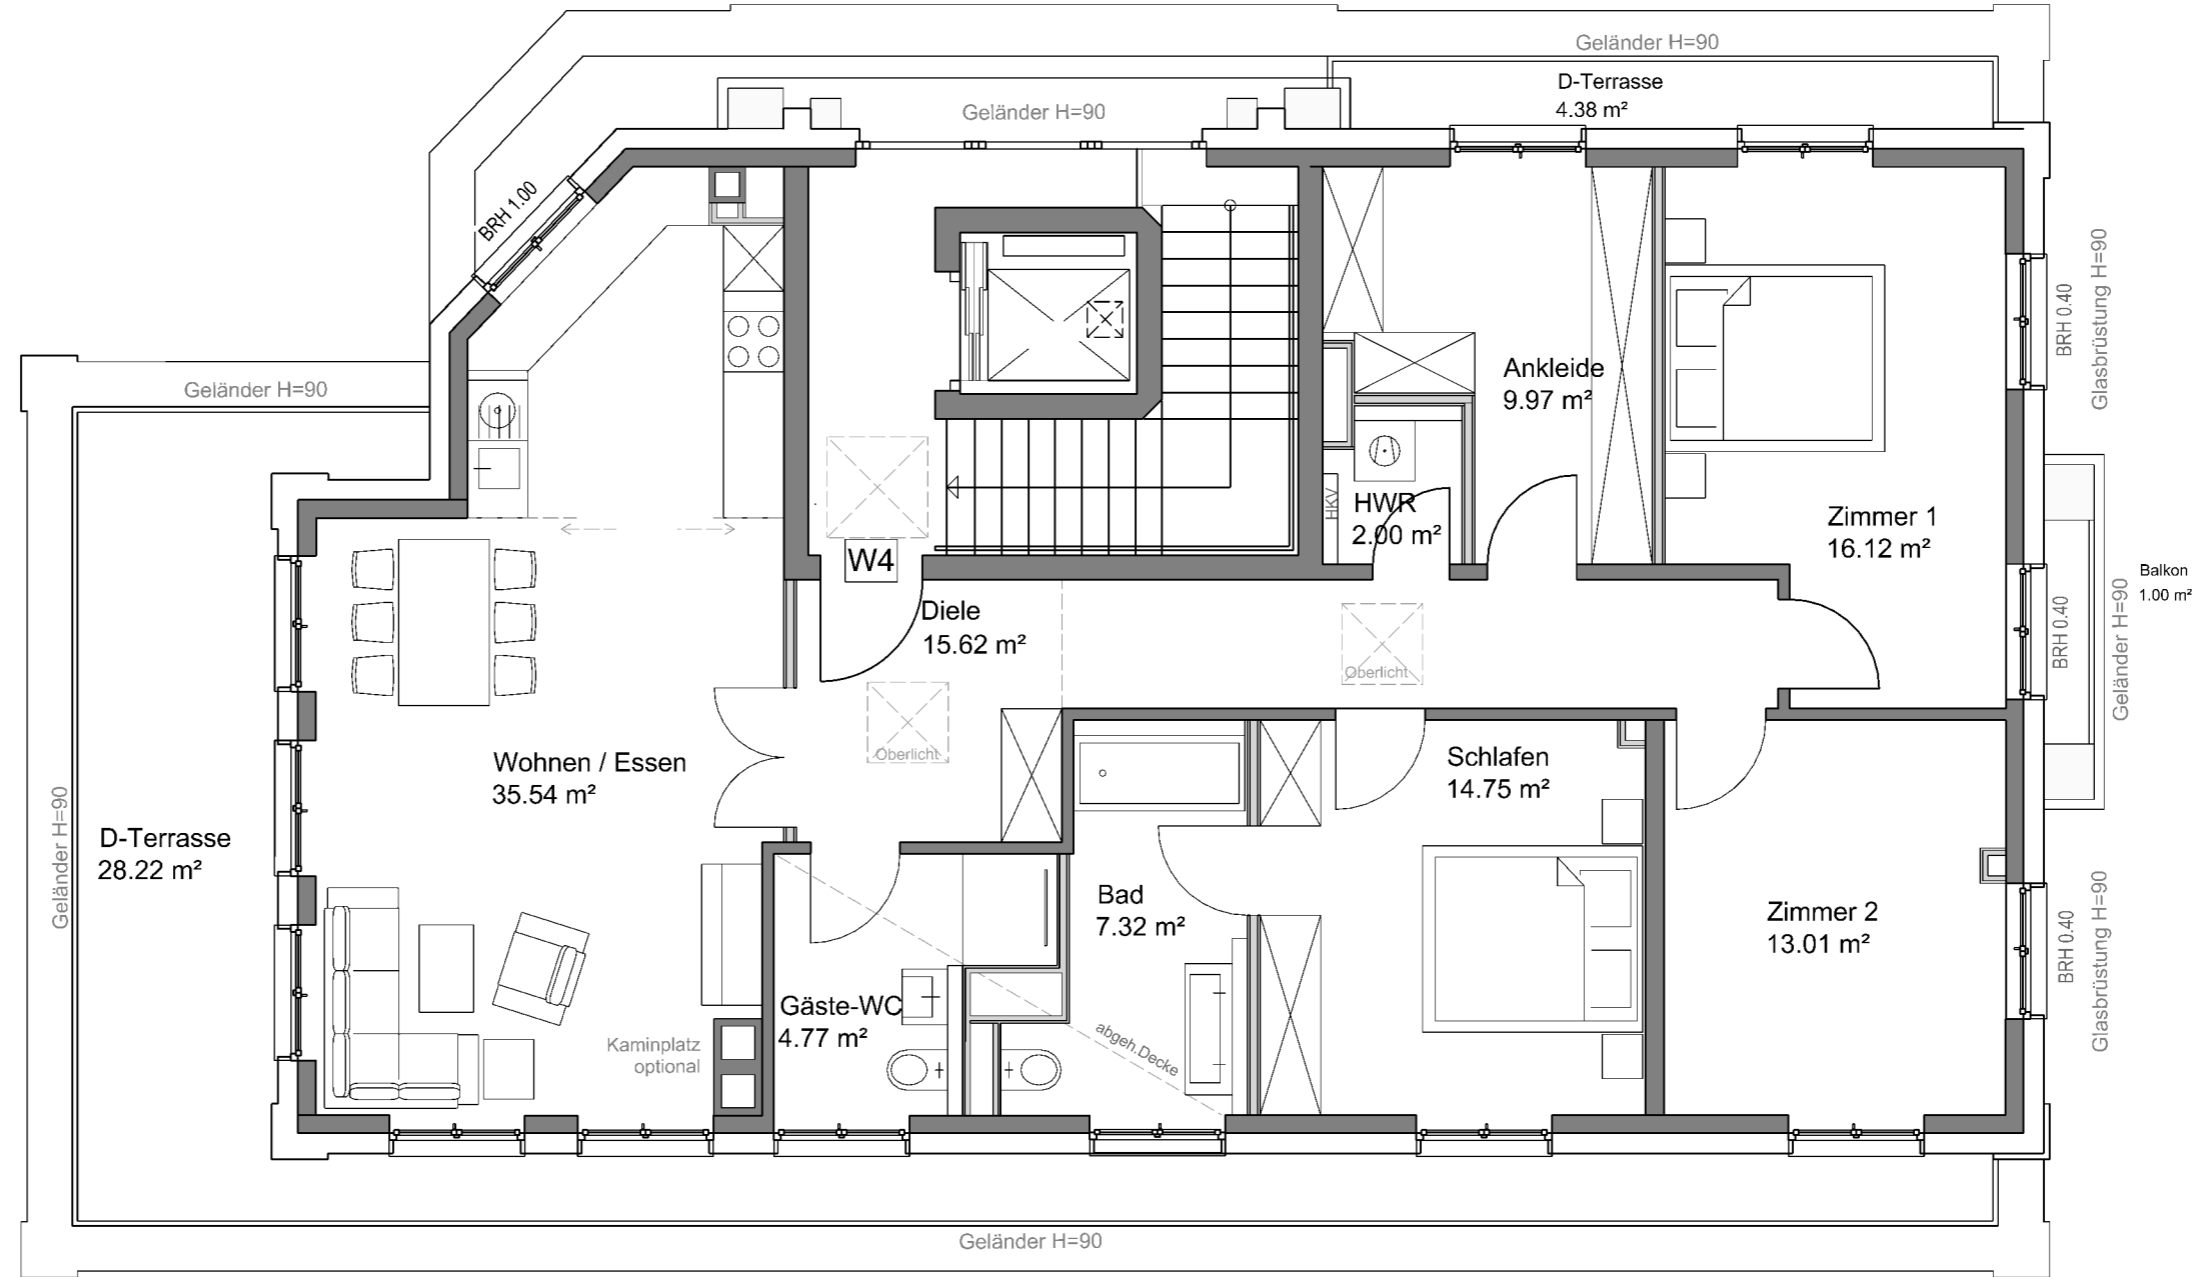 Geländer H=90
D-Terrasse
4.38 m²
Geländer H=90
BRH 1.00
Geländer H=90
Glasbrüstung H=90
BRH 0.40
Ankleide
9.97 m²
HKV
HWR
2.00 m²
Zimmer 1
16.12 m²
W4
Balkon
1.00 m²
Geländer H=90
BRH 0.40
Diele
15.62 m²
Oberlicht
Oberlicht
Wohnen / Essen
35.54 m²
Schlafen
14.75 m²
D-Terrasse
28.22 m²
Geländer H=90
Bad
7.32 m²
Zimmer 2
13.01 m²
BRH 0.40
Glasbrüstung H=90
Gäste-WC
4.77 m²
Kaminplatz
optional
abgeh.Decke
Geländer H=90